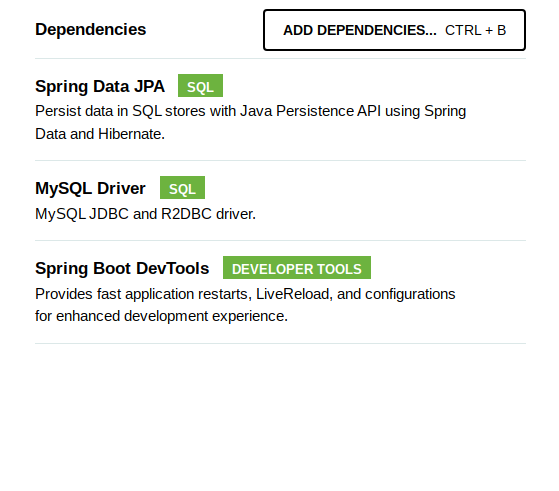 Dependencies
ADD DEPENDENCIES... CTRL + B
Spring Data JPA SQL
Persist data in SQL stores with Java Persistence API using Spring
Data and Hibernate.
MySQL Driver SQL
MySQL JDBC and R2DBC driver.
Spring Boot DevTools DEVELOPER TOOLS
Provides fast application restarts, LiveReload, and configurations
for enhanced development experience.